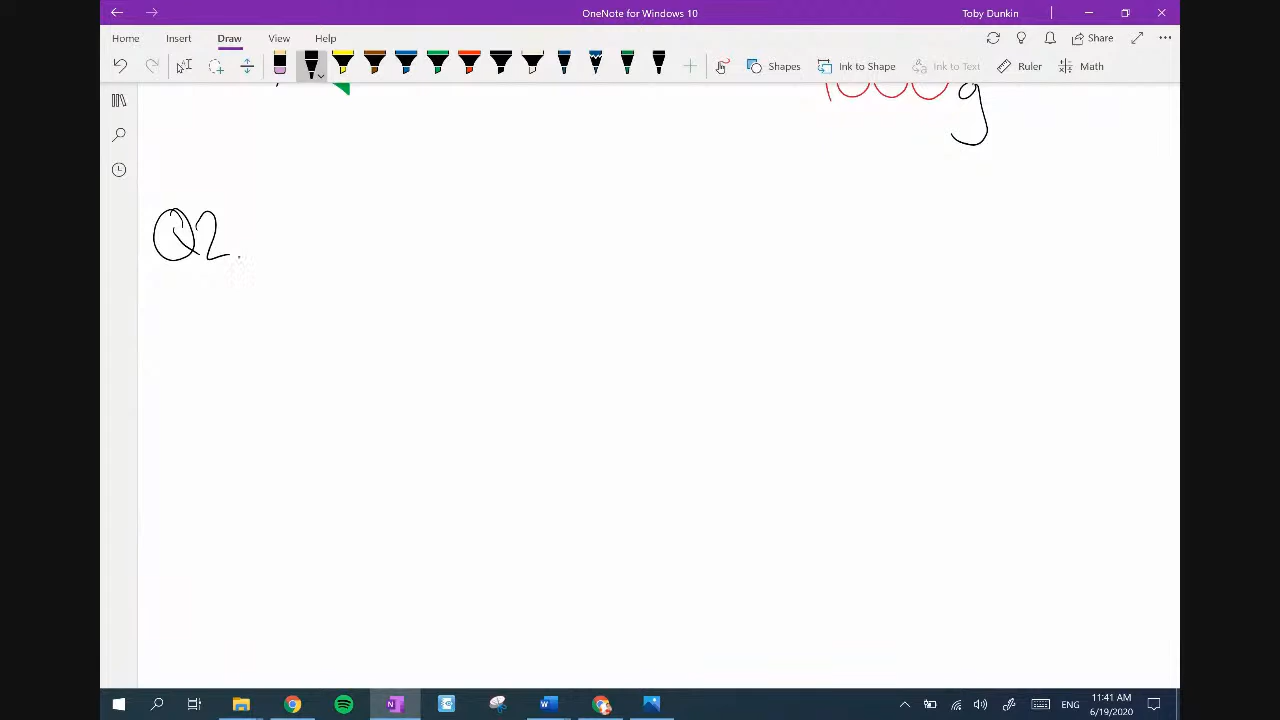 OneNote for Windows 10
Toby Dunkin
Home Insert Draw View Help
Share
Shapes Ink to Shape Ink to Text Ruler Math
1000g
Q2.
ENG
11:41 AM
6/19/2020